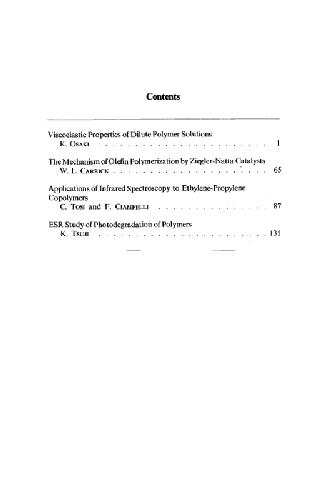 Contents
Viscoelastic Properties of Dilute Polymer Solutions
K. OSAKI . . . . . . . . . . . . . . . . . . . . . . . . 1
The Mechanism of Olefin Polymerization by Ziegler-Natta Catalysts
W. L. CARRICK . . . . . . . . . . . . . . . . . . . . . . 65
Applications of Infrared Spectroscopy to Ethylene-Propylene
Copolymers
C. TOSI and F. CIAMPELLI . . . . . . . . . . . . . . . . 87
ESR Study of Photodegradation of Polymers
K. TSUJI . . . . . . . . . . . . . . . . . . . . . . . . 131